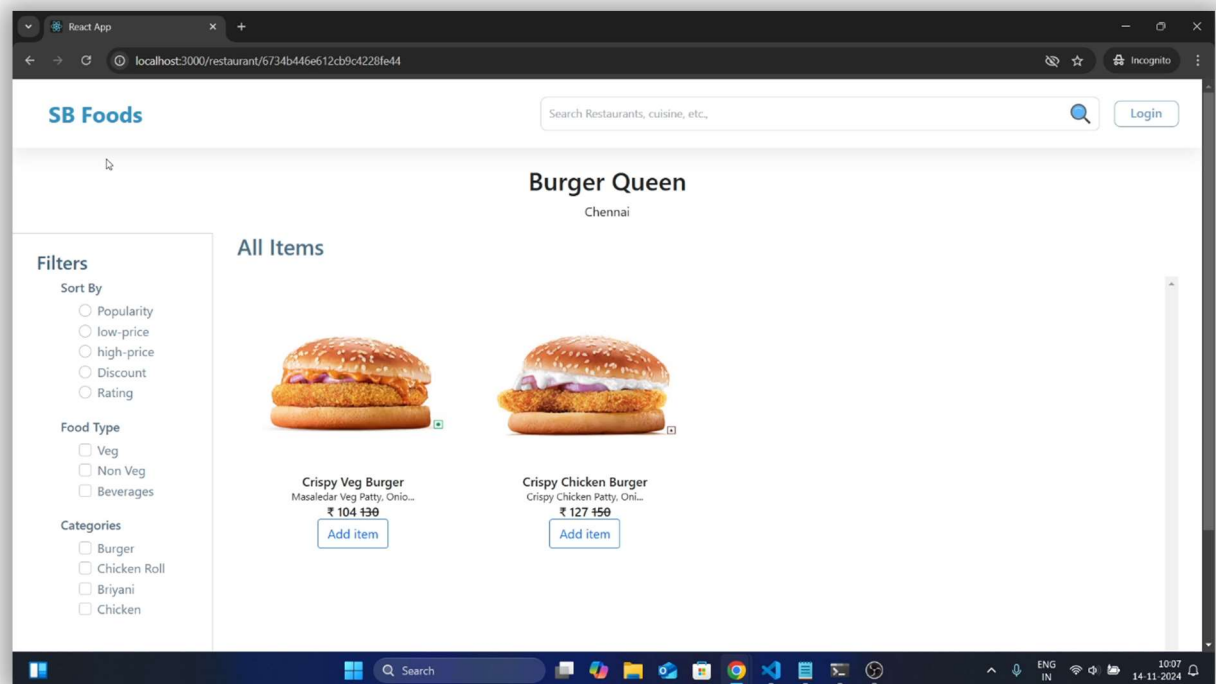 React App
localhost:3000/restaurant/6734b446e612cb9c4228fe44
Incognito
SB Foods
Search Restaurants, cuisine, etc.,
Login
Burger Queen
Chennai
Filters
Sort By
Popularity
low-price
high-price
Discount
Rating
Food Type
Veg
Non Veg
Beverages
Categories
Burger
Chicken Roll
Briyani
Chicken
All Items
Crispy Veg Burger
Masaledar Veg Patty, Onio...
₹ 104 130
Add item
Crispy Chicken Burger
Crispy Chicken Patty, Oni...
₹ 127 150
Add item
Search
ENG
IN
10:07
14-11-2024